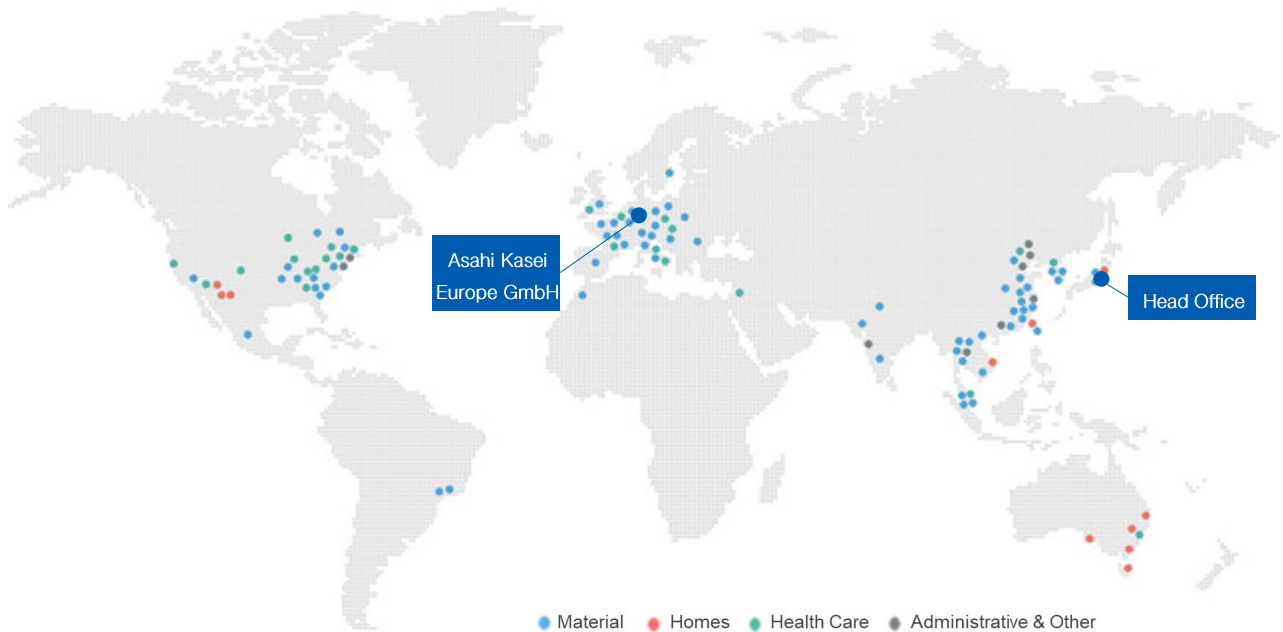 Asahi Kasei
Europe GmbH
Head Office
Material
Homes
Health Care
Administrative & Other